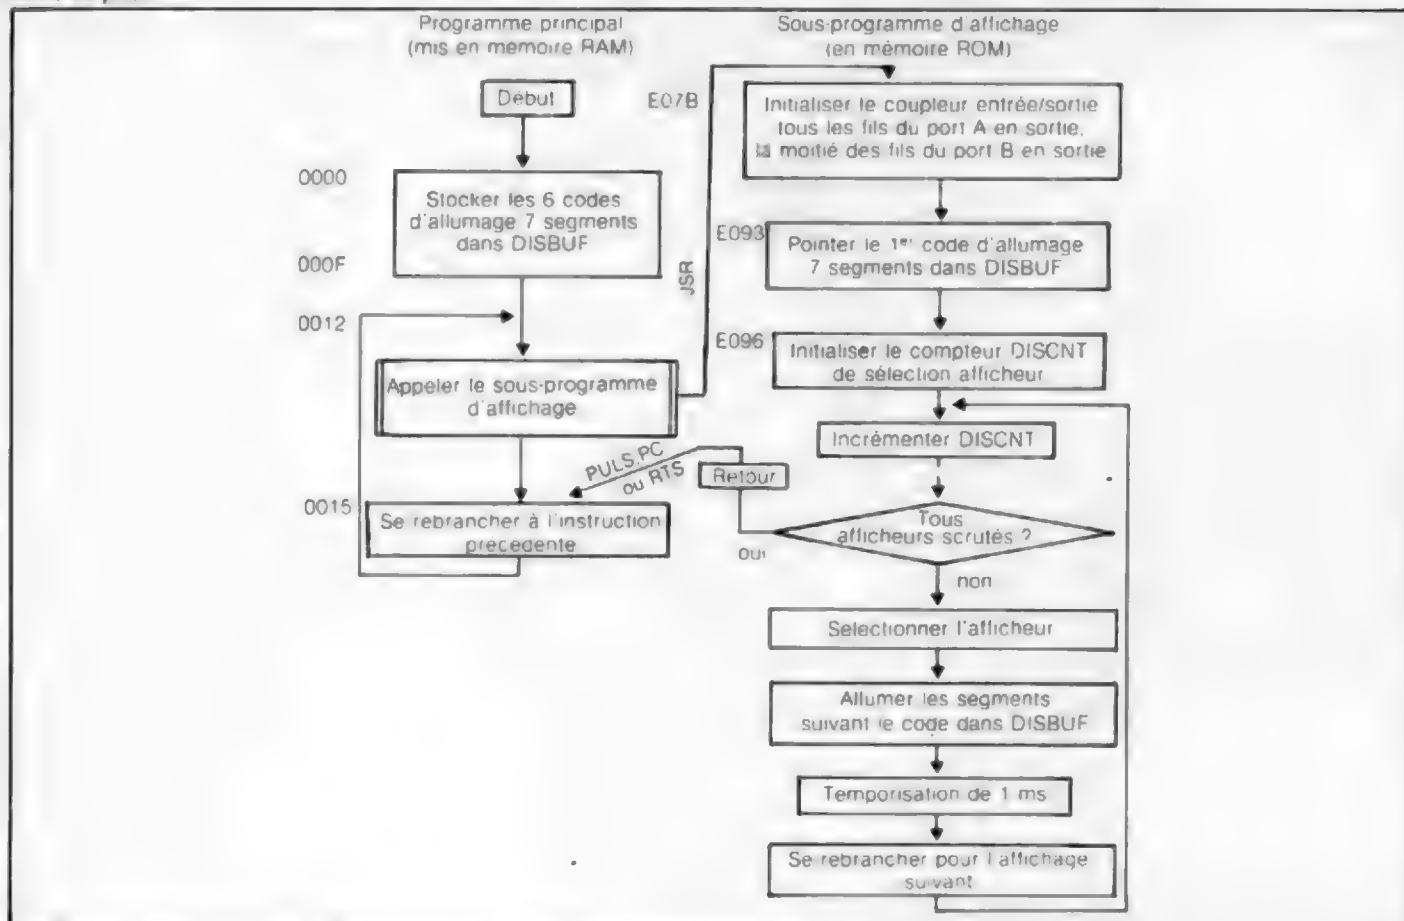 Programme principal
(mis en memoire RAM)
Début
0000
Stocker les 6 codes
d'allumage 7 segments
dans DISBUF
000F
0012
Appeler le sous-programme
d'affichage
0015
Se rebrancher à l'instruction
precedente
JSR
PULS,PC
ou RTS
Sous-programme d'affichage
(en mémoire ROM)
E07B
Initialiser le coupleur entrée/sortie
tous les fils du port A en sortie,
la moitié des fils du port B en sortie
E093
Pointer le 1er code d'allumage
7 segments dans DISBUF
E096
Initialiser le compteur DISCNT
de sélection afficheur
Incrémenter DISCNT
Retour
Tous
afficheurs scrutés ?
oui
non
Selectionner l'afficheur
Allumer les segments
suivant le code dans DISBUF
Temporisation de 1 ms
Se rebrancher pour l'affichage
suivant